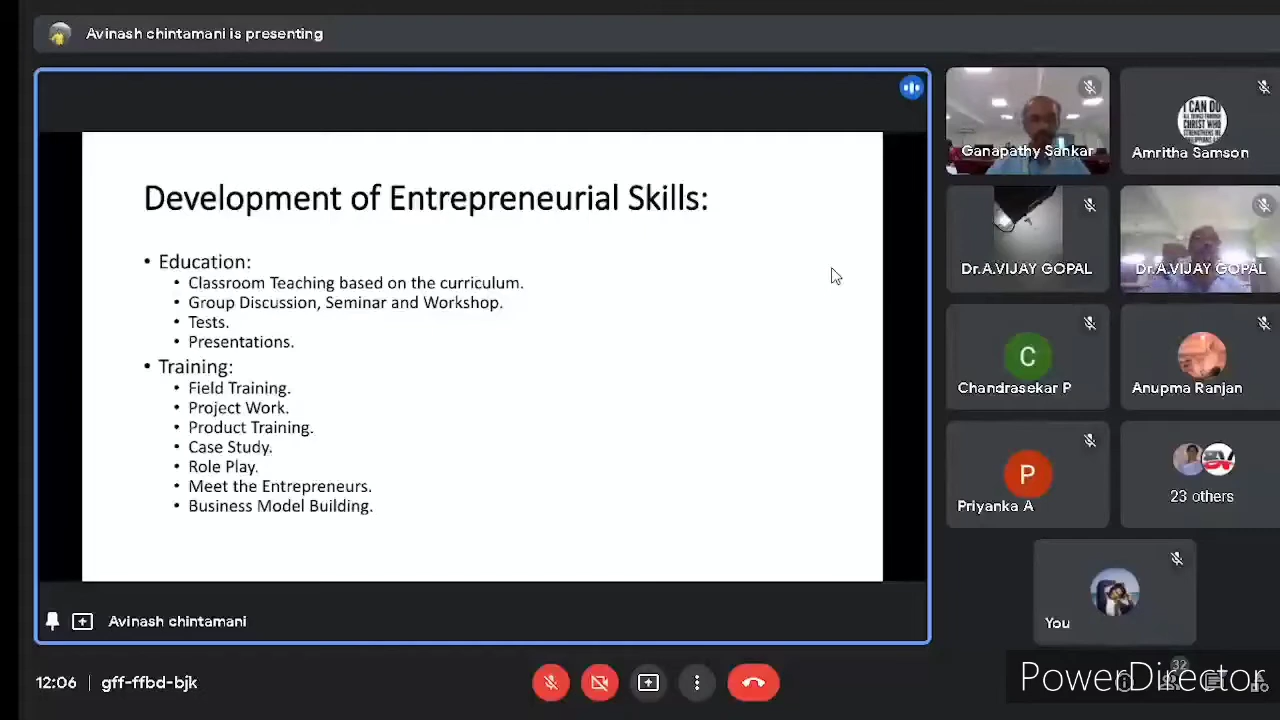 Avinash chintamani is presenting
Development of Entrepreneurial Skills:
• Education:
• Classroom Teaching based on the curriculum.
• Group Discussion, Seminar and Workshop.
• Tests.
• Presentations.
• Training:
• Field Training.
• Project Work.
• Product Training.
• Case Study.
• Role Play.
• Meet the Entrepreneurs.
• Business Model Building.
Avinash chintamani
Ganapathy Sankar
I CAN DO
ALL THINGS THROUGH
CHRIST WHO
STRENGTHENS ME
Amritha Samson
Dr.A.VIJAY GOPAL
Dr.A.VIJAY GOPAL
C
Chandrasekar P
Anupma Ranjan
P
Priyanka A
23 others
You
12:06 | gff-ffbd-bjk
32
PowerDirector